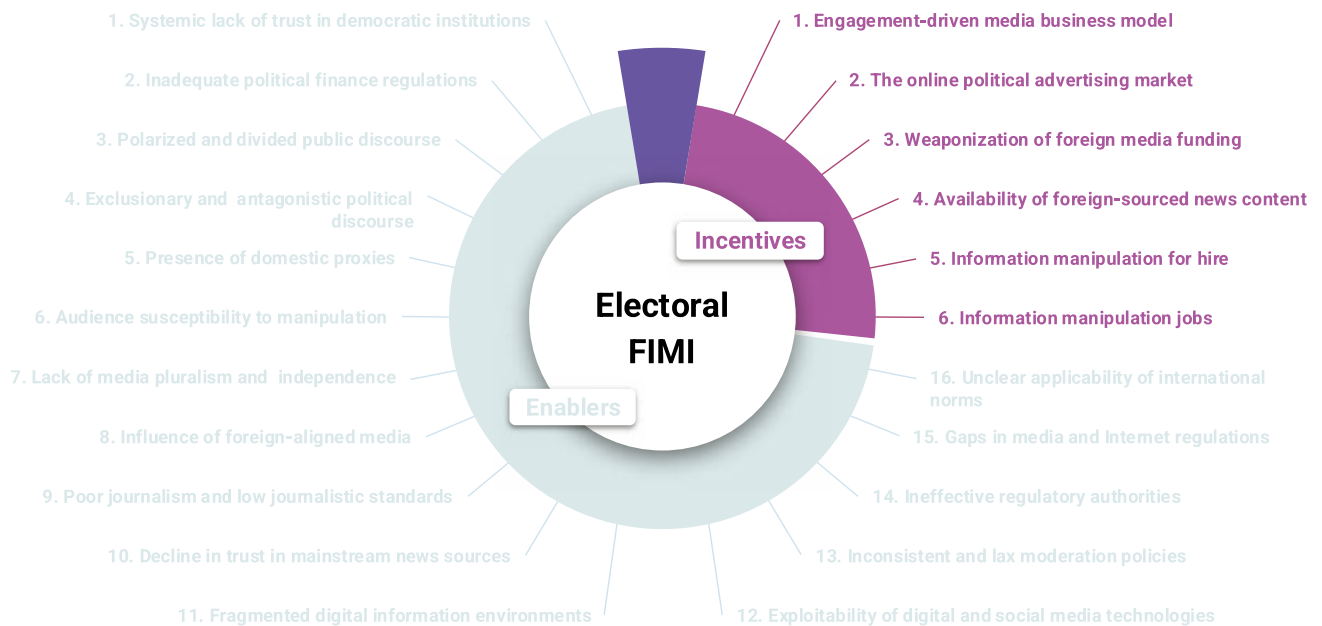 1. Systemic lack of trust in democratic institutions
2. Inadequate political finance regulations
3. Polarized and divided public discourse
4. Exclusionary and antagonistic political
discourse
5. Presence of domestic proxies
6. Audience susceptibility to manipulation
7. Lack of media pluralism and independence
8. Influence of foreign-aligned media
9. Poor journalism and low journalistic standards
10. Decline in trust in mainstream news sources
11. Fragmented digital information environments
1. Engagement-driven media business model
2. The online political advertising market
3. Weaponization of foreign media funding
4. Availability of foreign-sourced news content
5. Information manipulation for hire
6. Information manipulation jobs
16. Unclear applicability of international
norms
15. Gaps in media and Internet regulations
14. Ineffective regulatory authorities
13. Inconsistent and lax moderation policies
12. Exploitability of digital and social media technologies
Incentives
Electoral
FIMI
Enablers